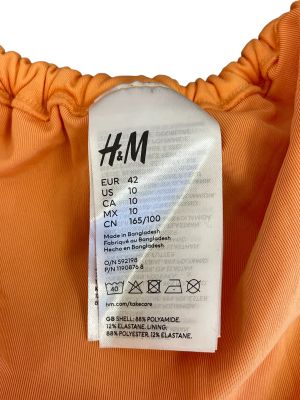 H&M
EUR 42
US 10
CA 10
MX 10
CN 165/100
Made in Bangladesh
Fabriqué au Bangladesh
Hecho en Bangladesh
O/N 592198
P/N 1190876 8
40
hm.com/takecare
GB SHELL: 88% POLYAMIDE,
12% ELASTANE. LINING:
88% POLYESTER, 12% ELASTANE.